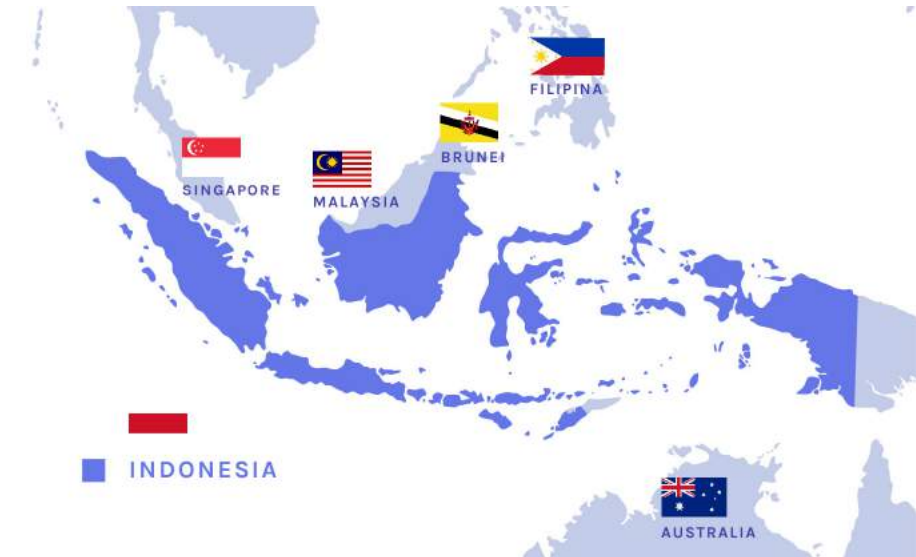 FILIPINA
BRUNEI
SINGAPORE
MALAYSIA
INDONESIA
AUSTRALIA